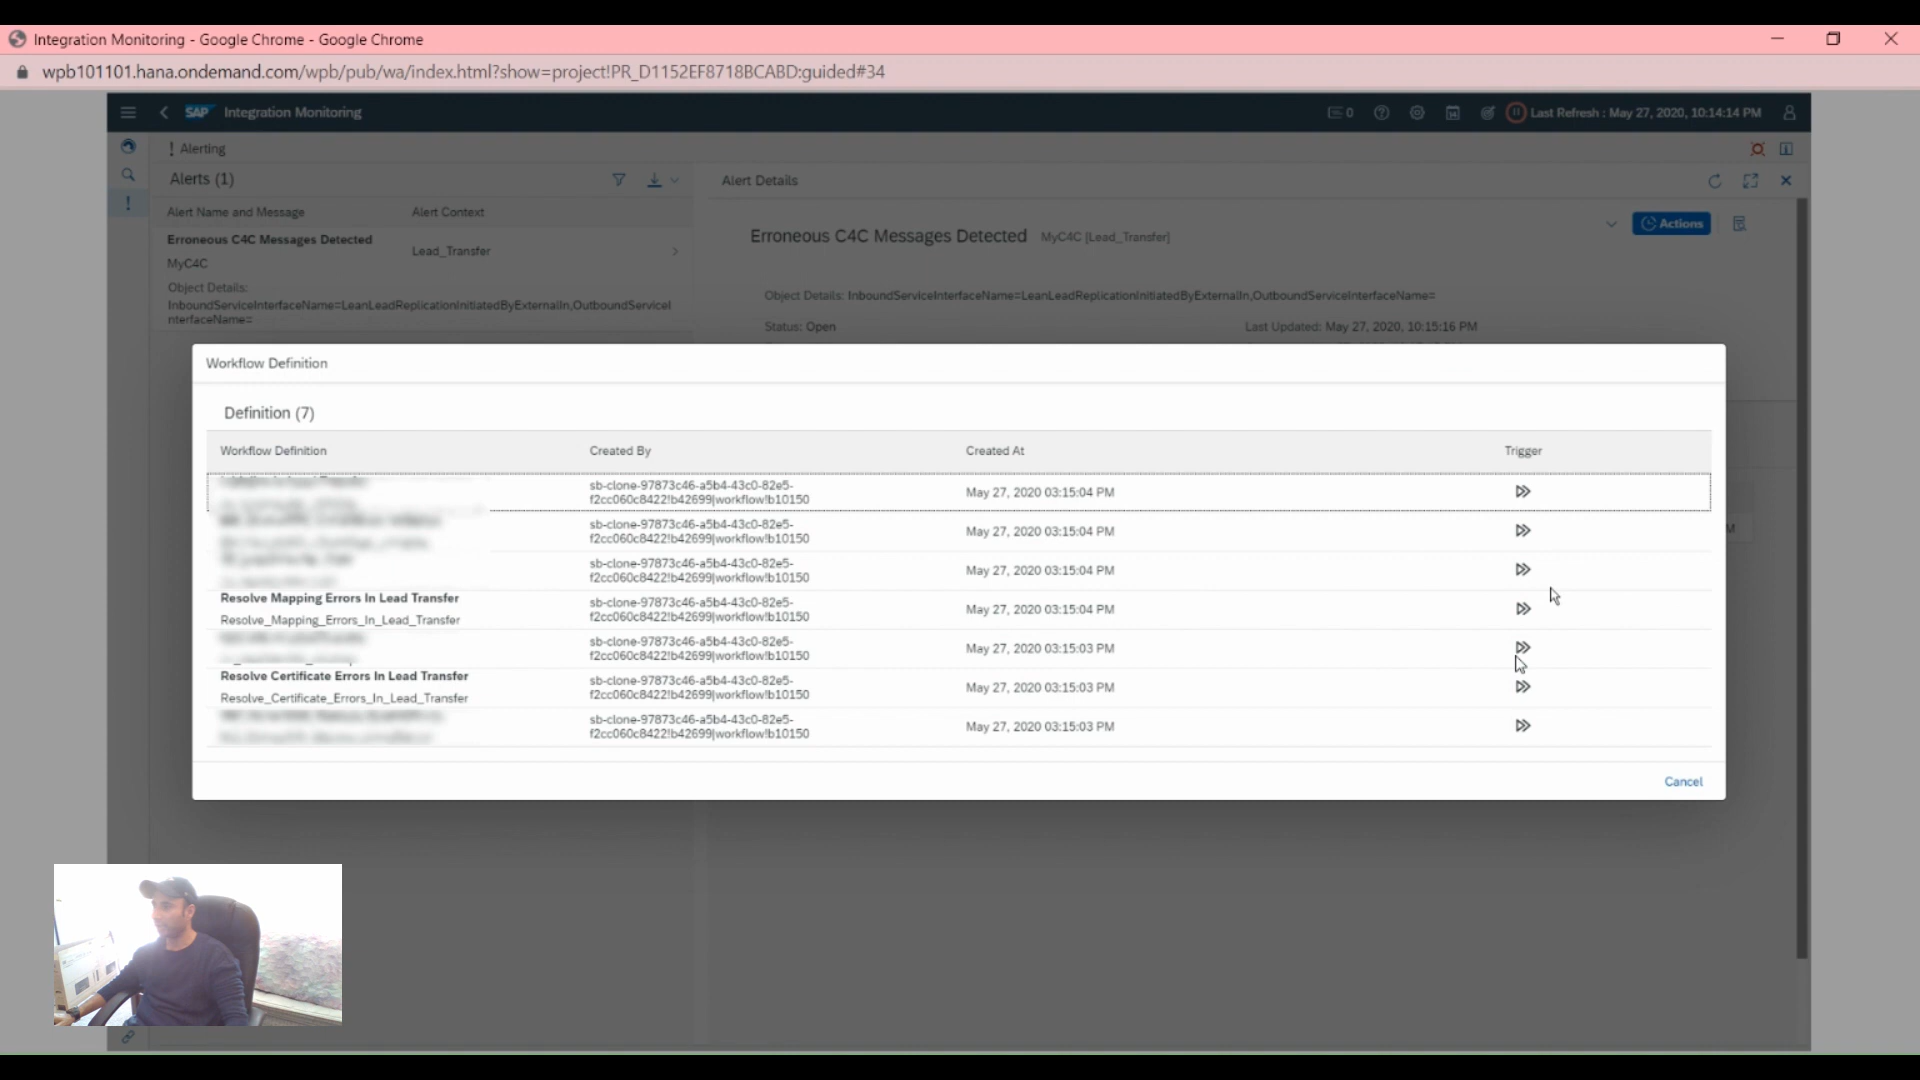 Integration Monitoring - Google Chrome - Google Chrome
wpb101101.hana.ondemand.com/wpb/pub/wa/index.html?show=project!PR_D1152EF8718BCABD:guided#34
SAP Integration Monitoring
0
Last Refresh : May 27, 2020, 10:14:14 PM
! Alerting
Alerts (1)
Alert Details
Alert Name and Message
Alert Context
Erroneous C4C Messages Detected
MyC4C
Lead_Transfer
Object Details:
InboundServiceInterfaceName=LeanLeadReplicationInitiatedByExternalIn,OutboundServiceI
nterfaceName=
Erroneous C4C Messages Detected MyC4C [Lead_Transfer]
Actions
Object Details: InboundServiceInterfaceName=LeanLeadReplicationInitiatedByExternalIn,OutboundServiceInterfaceName=
Status: Open
Last Updated: May 27, 2020, 10:15:16 PM
Workflow Definition
Definition (7)
Workflow Definition
Created By
Created At
Trigger
sb-clone-97873c46-a5b4-43c0-82e5-
f2cc060c8422!b42699|workflow!b10150
May 27, 2020 03:15:04 PM
sb-clone-97873c46-a5b4-43c0-82e5-
f2cc060c8422!b42699|workflow!b10150
May 27, 2020 03:15:04 PM
sb-clone-97873c46-a5b4-43c0-82e5-
f2cc060c8422!b42699|workflow!b10150
May 27, 2020 03:15:04 PM
Resolve Mapping Errors In Lead Transfer
Resolve_Mapping_Errors_In_Lead_Transfer
sb-clone-97873c46-a5b4-43c0-82e5-
f2cc060c8422!b42699|workflow!b10150
May 27, 2020 03:15:04 PM
sb-clone-97873c46-a5b4-43c0-82e5-
f2cc060c8422!b42699|workflow!b10150
May 27, 2020 03:15:03 PM
Resolve Certificate Errors In Lead Transfer
Resolve_Certificate_Errors_In_Lead_Transfer
sb-clone-97873c46-a5b4-43c0-82e5-
f2cc060c8422!b42699|workflow!b10150
May 27, 2020 03:15:03 PM
sb-clone-97873c46-a5b4-43c0-82e5-
f2cc060c8422!b42699|workflow!b10150
May 27, 2020 03:15:03 PM
Cancel